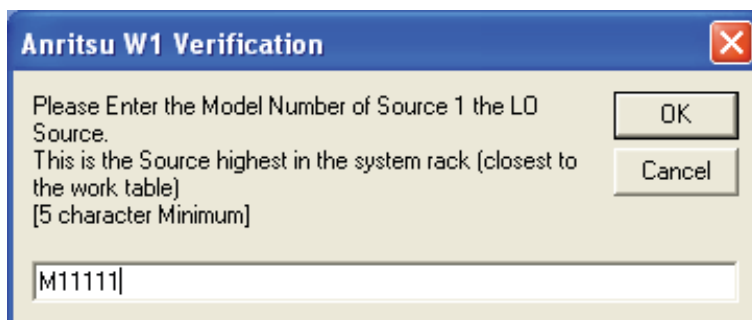 Anritsu W1 Verification
Please Enter the Model Number of Source 1 the LO
Source.
This is the Source highest in the system rack (closest to
the work table)
[5 character Minimum]
OK
Cancel
M11111